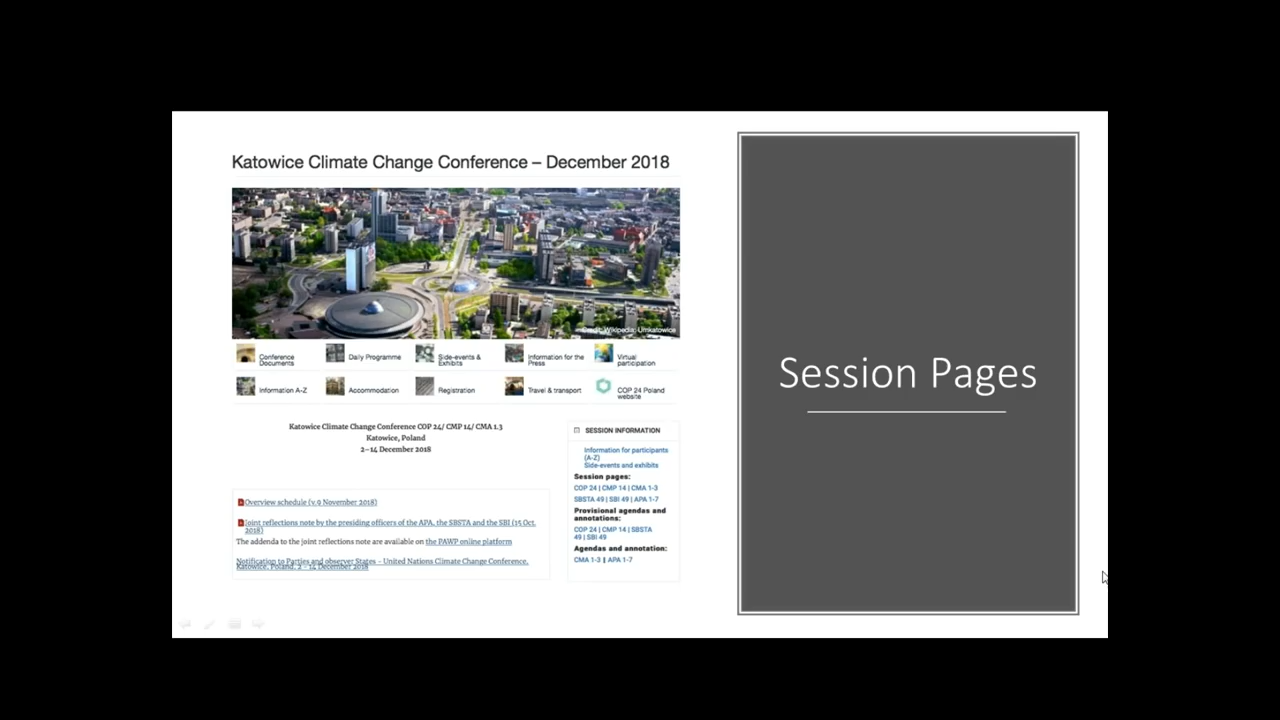 Katowice Climate Change Conference – December 2018
Credit: Wikipedia: Umkatowice
Conference
Documents
Daily Programme
Side-events &
Exhibits
Information for the
Press
Virtual
participation
Information A-Z
Accommodation
Registration
Travel & transport
COP 24 Poland
website
Katowice Climate Change Conference COP 24/ CMP 14/ CMA 1.3
Katowice, Poland
2–14 December 2018
Overview schedule (v.9 November 2018)
Joint reflections note by the presiding officers of the APA, the SBSTA and the SBI (15 Oct.
2018)
The addenda to the joint reflections note are available on the PAWP online platform
Notification to Parties and observer States - United Nations Climate Change Conference,
Katowice, Poland, 2 - 14 December 2018
SESSION INFORMATION
Information for participants
(A-Z)
Side-events and exhibits
Session pages:
COP 24 | CMP 14 | CMA 1-3
SBSTA 49 | SBI 49 | APA 1-7
Provisional agendas and
annotations:
COP 24 | CMP 14 | SBSTA
49 | SBI 49
Agendas and annotation:
CMA 1-3 | APA 1-7
Session Pages